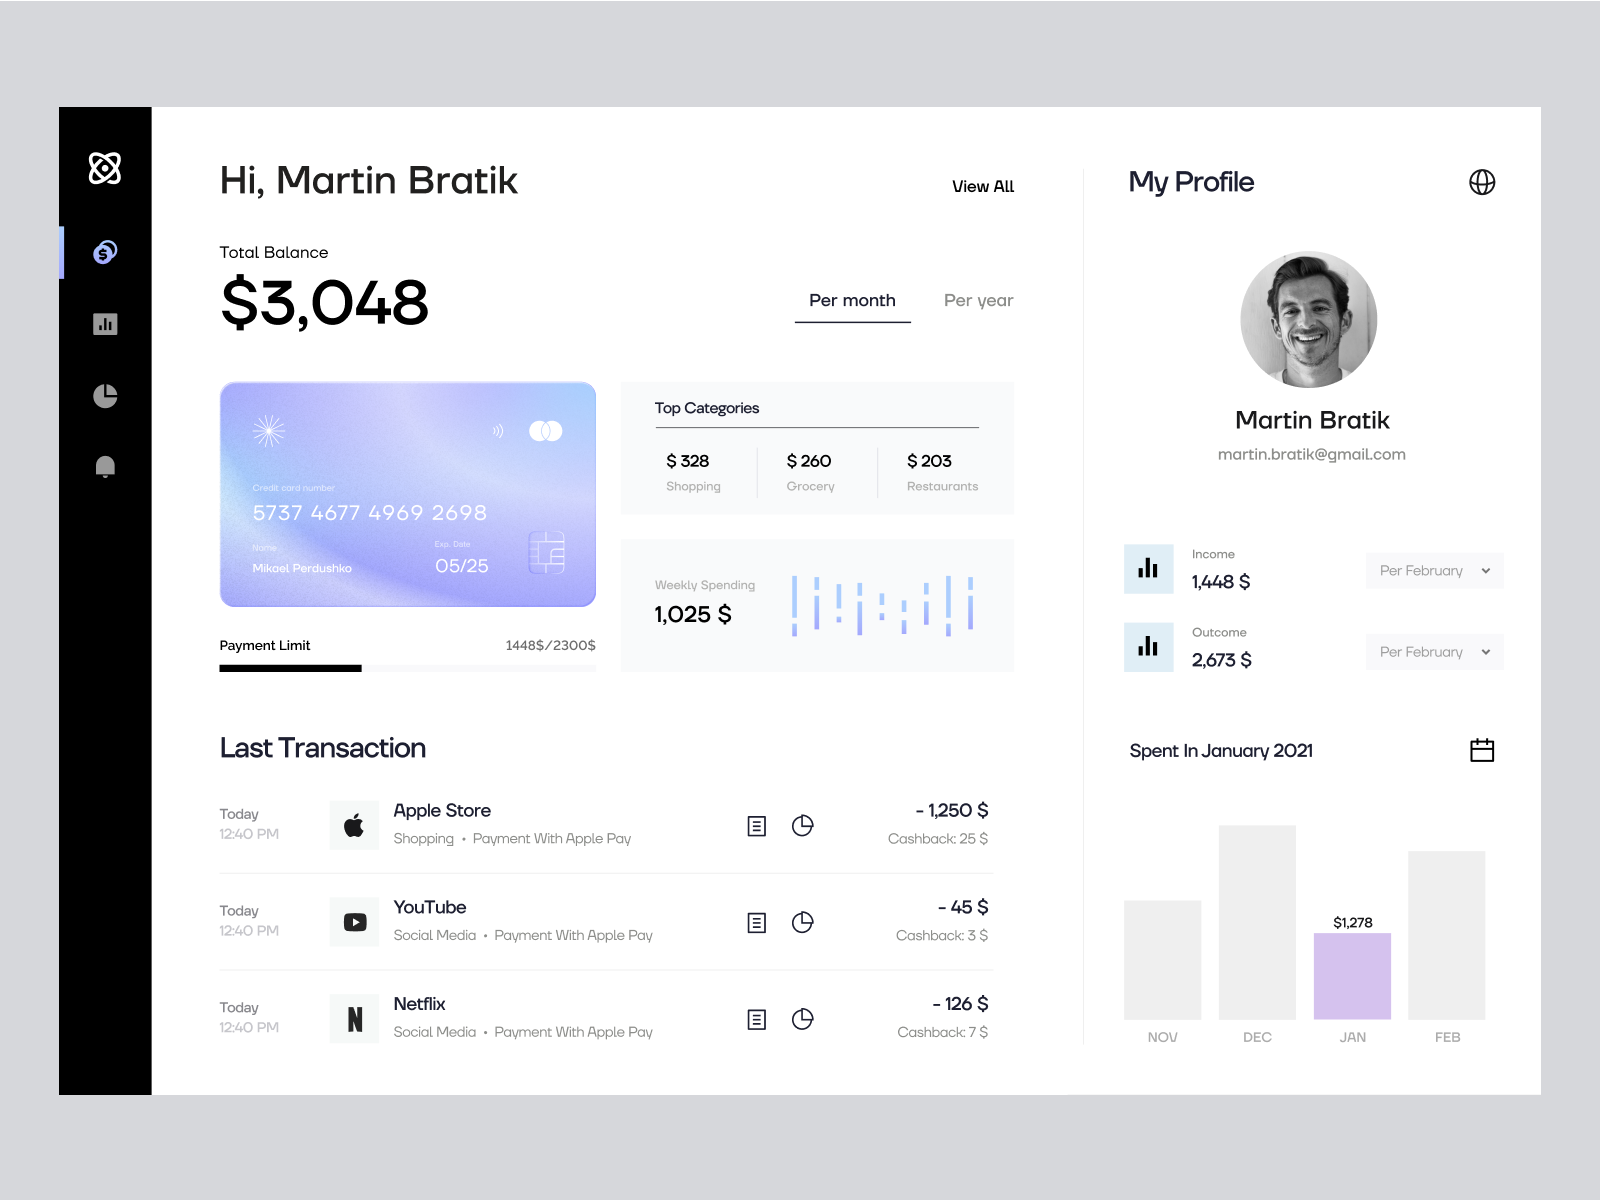 Hi, Martin Bratik
View All
Total Balance
$3,048
Per month
Per year
Credit card number
5737 4677 4969 2698
Name
Mikael Perdushko
Exp. Date
05/25
Payment Limit
1448$/2300$
Top Categories
$ 328
Shopping
$ 260
Grocery
$ 203
Restaurants
Weekly Spending
1,025 $
Last Transaction
Today
12:40 PM
Apple Store
Shopping • Payment With Apple Pay
- 1,250 $
Cashback: 25 $
Today
12:40 PM
YouTube
Social Media • Payment With Apple Pay
- 45 $
Cashback: 3 $
Today
12:40 PM
N
Netflix
Social Media • Payment With Apple Pay
- 126 $
Cashback: 7 $
My Profile
Martin Bratik
martin.bratik@gmail.com
Income
1,448 $
Per February
Outcome
2,673 $
Per February
Spent In January 2021
$1,278
NOV
DEC
JAN
FEB